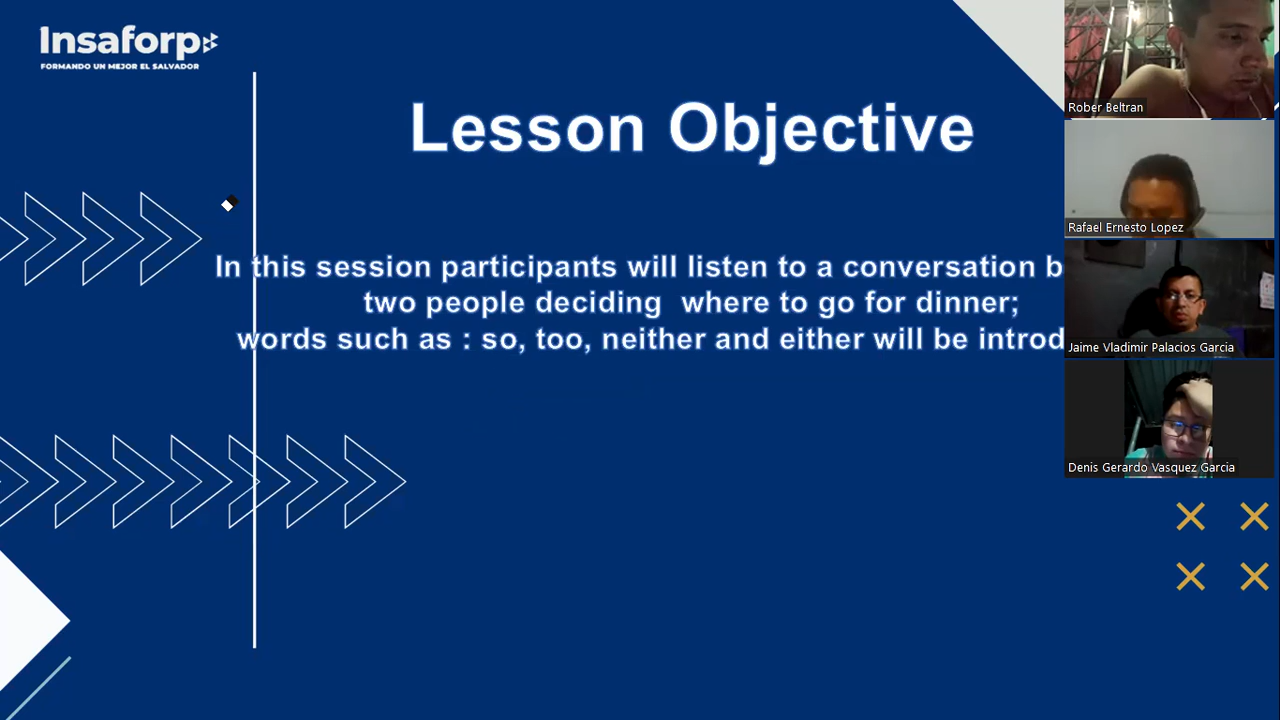 Insaforp
FORMANDO UN MEJOR EL SALVADOR
Lesson Objective
In this session participants will listen to a conversation b
two people deciding where to go for dinner;
words such as : so, too, neither and either will be introd
Rober Beltran
Rafael Ernesto Lopez
Jaime Vladimir Palacios Garcia
Denis Gerardo Vasquez Garcia